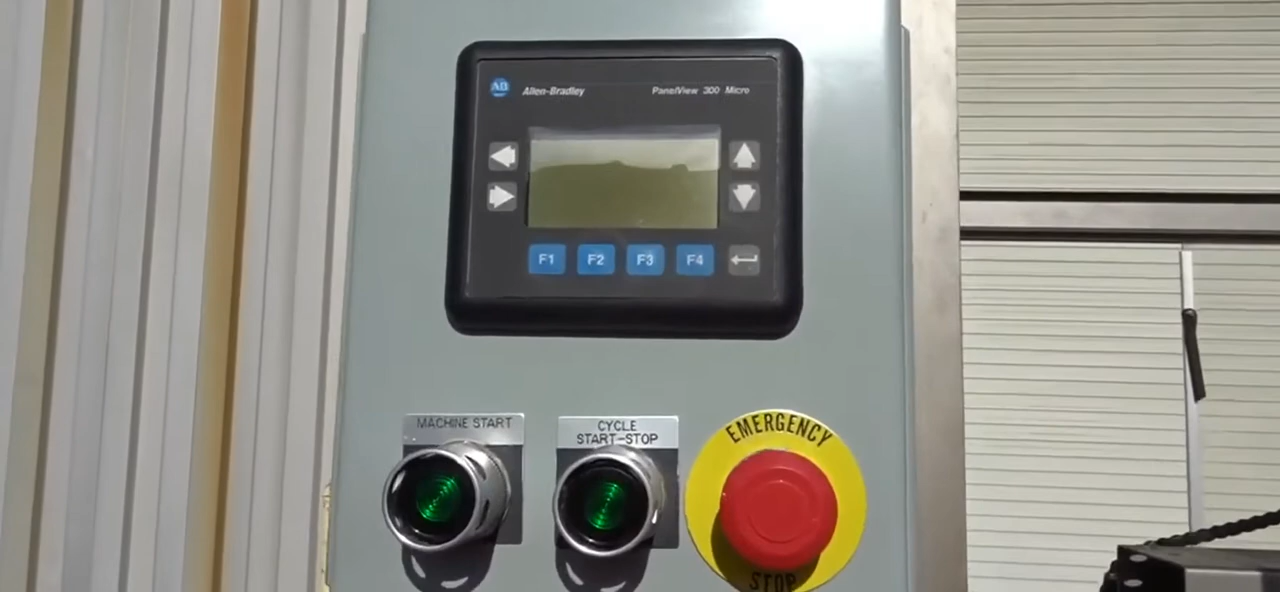 AB Allen-Bradley PanelView 300 Micro
F1 F2 F3 F4
MACHINE START
CYCLE
START-STOP
EMERGENCY
STOP